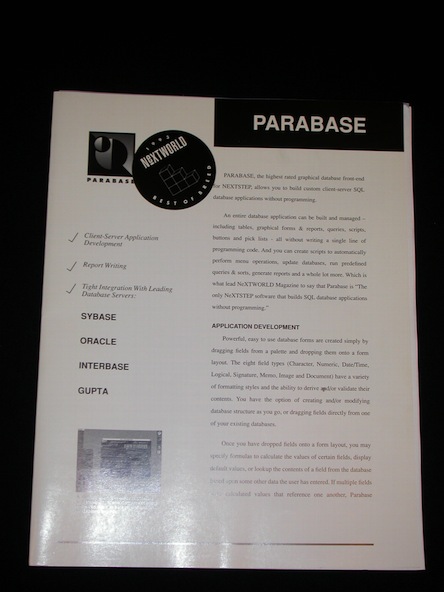 PARABASE
PARABASE
1993
NeXTWORLD
BEST OF BREED
Client-Server Application
Development
Report Writing
Tight Integration With Leading
Database Servers:
SYBASE
ORACLE
INTERBASE
GUPTA
PARABASE, the highest rated graphical database front-end
for NEXTSTEP, allows you to build custom client-server SQL
database applications without programming.
An entire database application can be built and managed –
including tables, graphical forms & reports, queries, scripts,
buttons and pick lists - all without writing a single line of
programming code. And you can create scripts to automatically
perform menu operations, update databases, run predefined
queries & sorts, generate reports and a whole lot more. Which is
what lead NeXTWORLD Magazine to say that Parabase is "The
only NeXTSTEP software that builds SQL database applications
without programming."
APPLICATION DEVELOPMENT
Powerful, easy to use database forms are created simply by
dragging fields from a palette and dropping them onto a form
layout. The eight field types (Character, Numeric, Date/Time,
Logical, Signature, Memo, Image and Document) have a variety
of formatting styles and the ability to derive and/or validate their
contents. You have the option of creating and/or modifying
database structure as you go, or dragging fields directly from one
of your existing databases.
Once you have dropped fields onto a form layout, you may
specify formulas to calculate the values of certain fields, display
default values, or lookup the contents of a field from the database
based upon some other data the user has entered. If multiple fields
calculated values that reference one another, Parabase